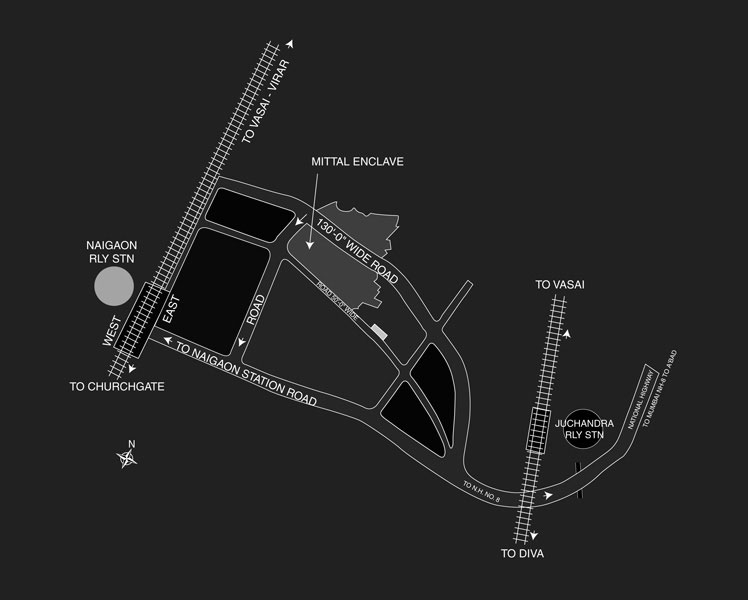 TO VASAI - VIRAR
MITTAL ENCLAVE
130'-0" WIDE ROAD
NAIGAON
RLY STN
WEST
EAST
ROAD
ROAD 50'-0" WIDE
TO NAIGAON STATION ROAD
TO CHURCHGATE
N
TO VASAI
JUCHANDRA
RLY STN
NATIONAL HIGHWAY
TO MUMBAI NH-8 TO A'BAD
TO N.H. NO. 8
TO DIVA